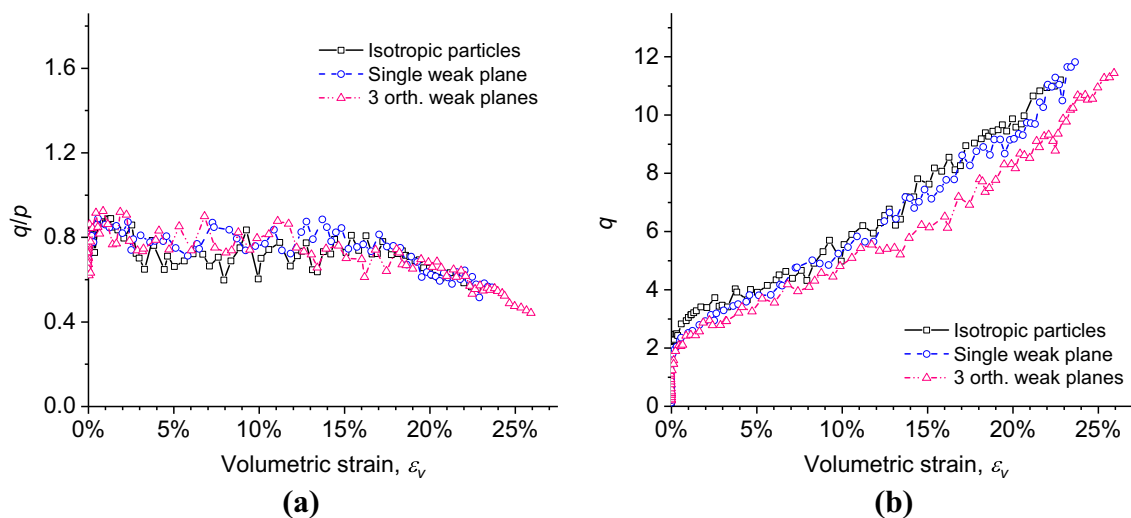 1.6
1.2
0.8
0.4
0.0
q/p
0% 5% 10% 15% 20% 25%
Volumetric strain, εv
Isotropic particles
Single weak plane
3 orth. weak planes
(a)
12
10
8
6
4
2
0
q
0% 5% 10% 15% 20% 25%
Volumetric strain, εv
Isotropic particles
Single weak plane
3 orth. weak planes
(b)